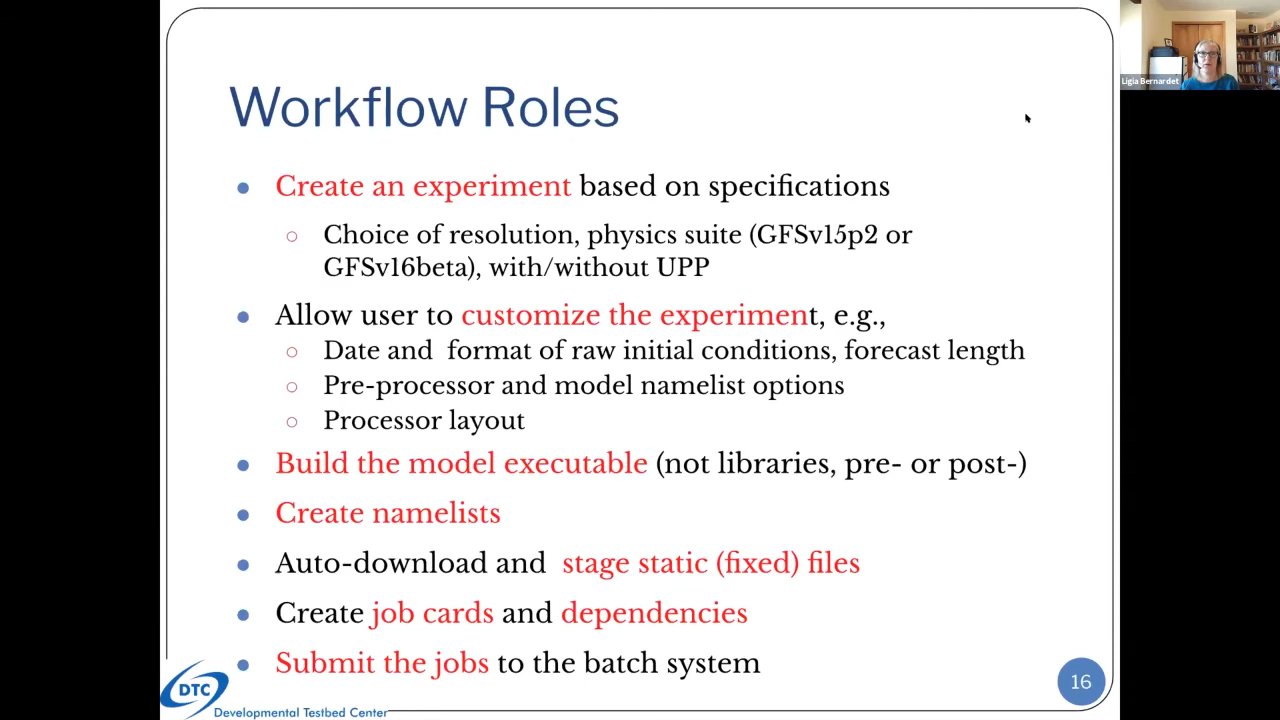 Ligia Bernardet
Workflow Roles
Create an experiment based on specifications
Choice of resolution, physics suite (GFSv15p2 or
GFSv16beta), with/without UPP
Allow user to customize the experiment, e.g.,
Date and format of raw initial conditions, forecast length
Pre-processor and model namelist options
Processor layout
Build the model executable (not libraries, pre- or post-)
Create namelists
Auto-download and stage static (fixed) files
Create job cards and dependencies
Submit the jobs to the batch system
DTC
Developmental Testbed Center
16